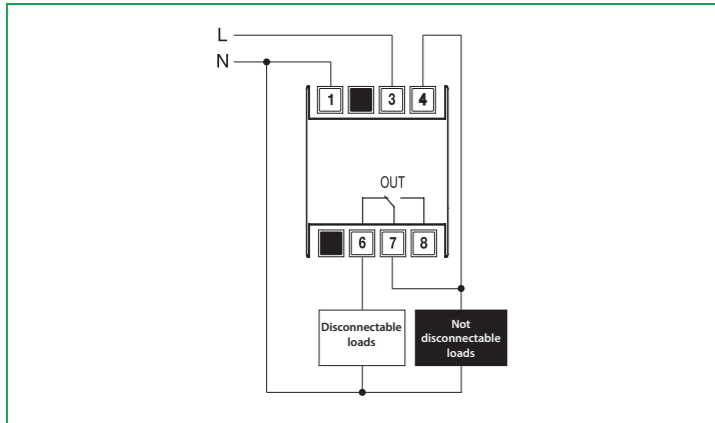 L
N
1 3 4
OUT
6 7 8
Disconnectable
loads
Not
disconnectable
loads